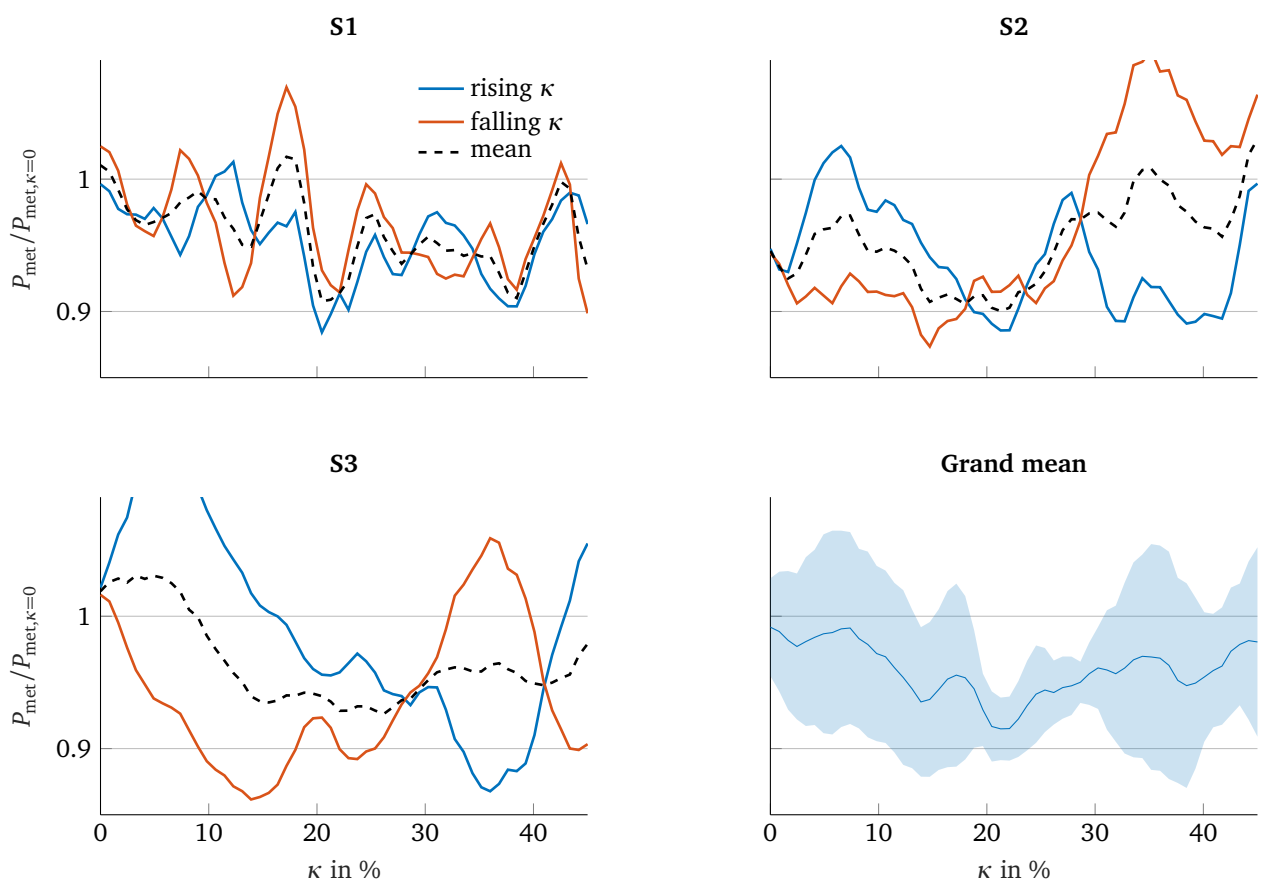 S1
S2
rising κ
falling κ
mean
1
0.9
P_met/P_met,κ=0
S3
Grand mean
1
0.9
P_met/P_met,κ=0
0 10 20 30 40
0 10 20 30 40
κ in %
κ in %